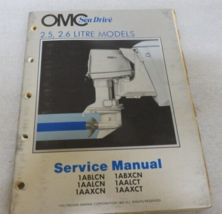 OMC Sea Drive
2.5, 2.6 LITRE MODELS
Service Manual
1ABLCN 1ABXCN
1AALCN 1AALCT
1AAXCN 1AAXCT